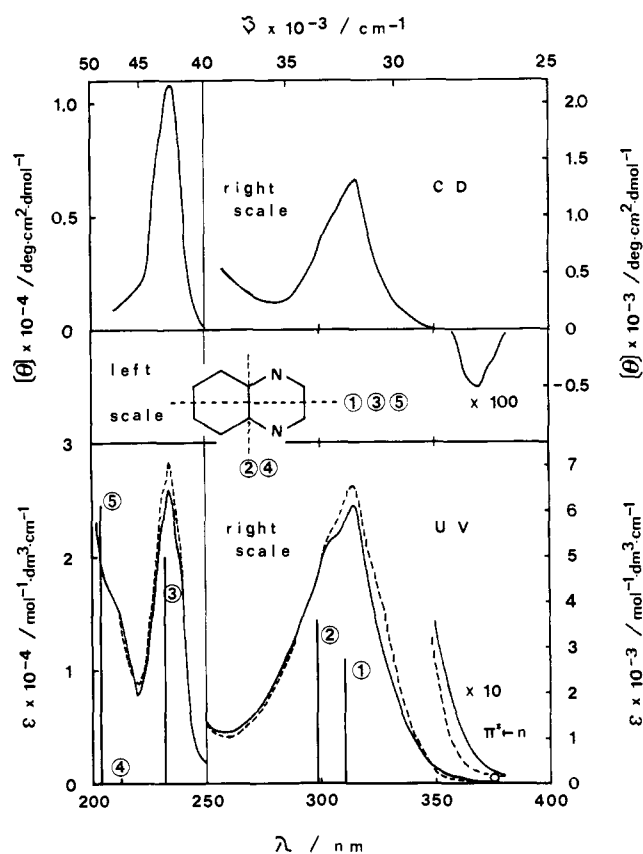 ṽ × 10⁻³ / cm⁻¹
50 45 40 35 30 25
1.0
0.5
0
[θ] × 10⁻⁴ / deg·cm²·dmol⁻¹
right
scale
C D
2.0
1.5
1.0
0.5
0
-0.5
[θ] × 10⁻³ / deg·cm²·dmol⁻¹
× 100
left
scale
N
N
① ③ ⑤
② ④
3
2
1
0
ε × 10⁻⁴ / mol⁻¹·dm³·cm⁻¹
right
scale
U V
⑤
③
②
①
④
× 10
π*←n
7
6
5
4
3
2
1
0
ε × 10⁻³ / mol⁻¹·dm³·cm⁻¹
200 250 300 350 400
λ / nm